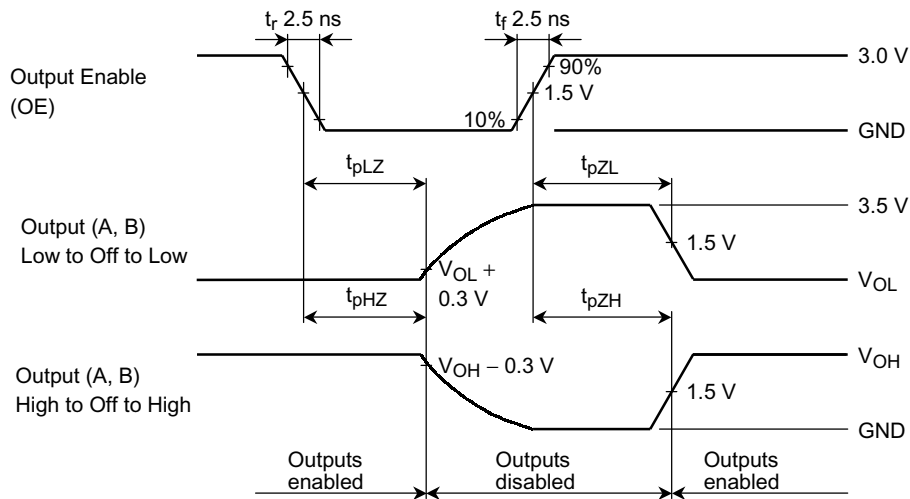 tr 2.5 ns
tf 2.5 ns
Output Enable
(OE)
90%
1.5 V
10%
3.0 V
GND
tpLZ
tpZL
Output (A, B)
Low to Off to Low
VOL +
0.3 V
1.5 V
3.5 V
VOL
tpHZ
tpZH
Output (A, B)
High to Off to High
VOH – 0.3 V
1.5 V
VOH
GND
Outputs
enabled
Outputs
disabled
Outputs
enabled